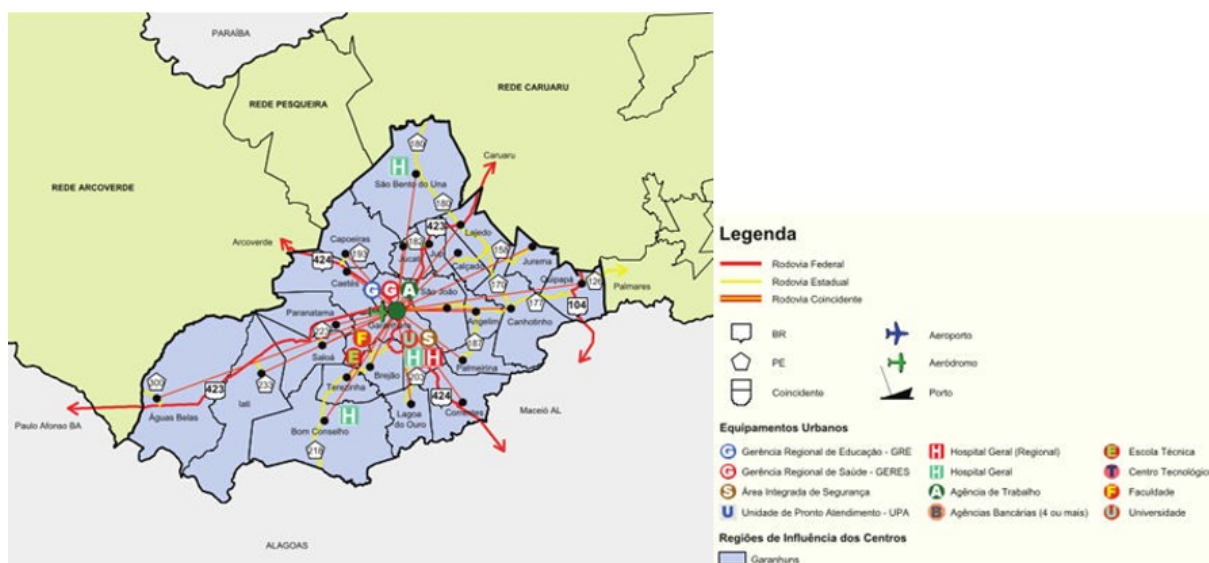 PARAÍBA
REDE CARUARU
REDE PESQUEIRA
REDE ARCOVERDE
180
H
Caruaru
São Bento do Una
180
423
Lajedo
Capoeiras
Arcoverde
193
182
158
424
Jucati
Jupi
Calçado
Jurema
Quipapá
126
Caetés
G G A
São João
170
177
Palmares
104
Paranatama
Garanhuns
Angelim
Canhotinho
223
F
U S
187
Saloá
E
H H
Palmeirina
300
423
233
Brejão
Terezinha
203
424
Iati
Águas Belas
H
Lagoa
do Ouro
Correntes
Maceió AL
Paulo Afonso BA
Bom Conselho
218
ALAGOAS
Legenda
Rodovia Federal
Rodovia Estadual
Rodovia Coincidente
BR
Aeroporto
PE
Aeródromo
Coincidente
Porto
Equipamentos Urbanos
G Gerência Regional de Educação - GRE
H Hospital Geral (Regional)
E Escola Técnica
G Gerência Regional de Saúde - GERES
H Hospital Geral
T Centro Tecnológico
S Área Integrada de Segurança
A Agência de Trabalho
F Faculdade
U Unidade de Pronto Atendimento - UPA
B Agências Bancárias (4 ou mais)
U Universidade
Regiões de Influência dos Centros
Garanhuns